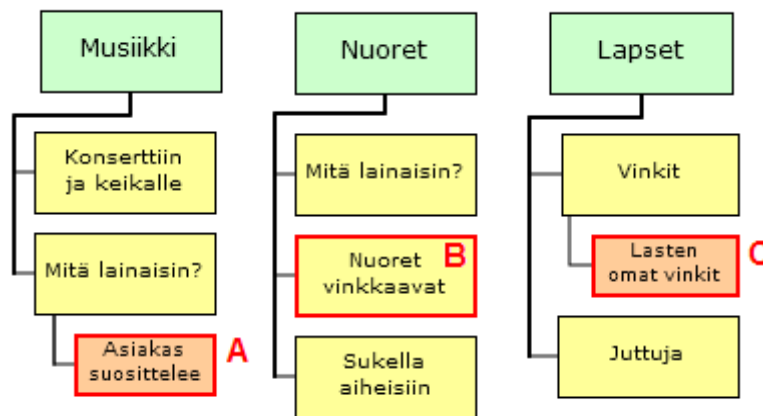 Musiikki
Konserttiin
ja keikalle
Mitä lainaisin?
Asiakas
suosittelee
A
Nuoret
Mitä lainaisin?
Nuoret
vinkkaavat
B
Sukella
aiheisiin
Lapset
Vinkit
Lasten
omat vinkit
C
Juttuja